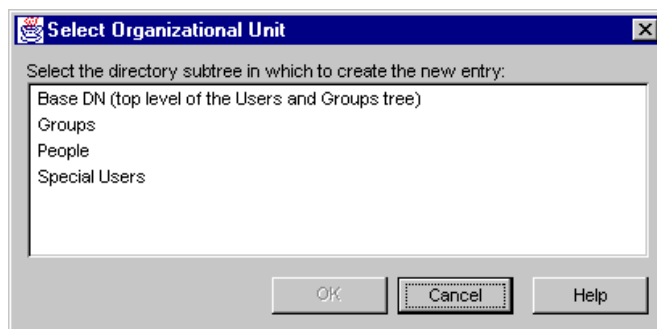 Select Organizational Unit
Select the directory subtree in which to create the new entry:
Base DN (top level of the Users and Groups tree)
Groups
People
Special Users
OK Cancel Help